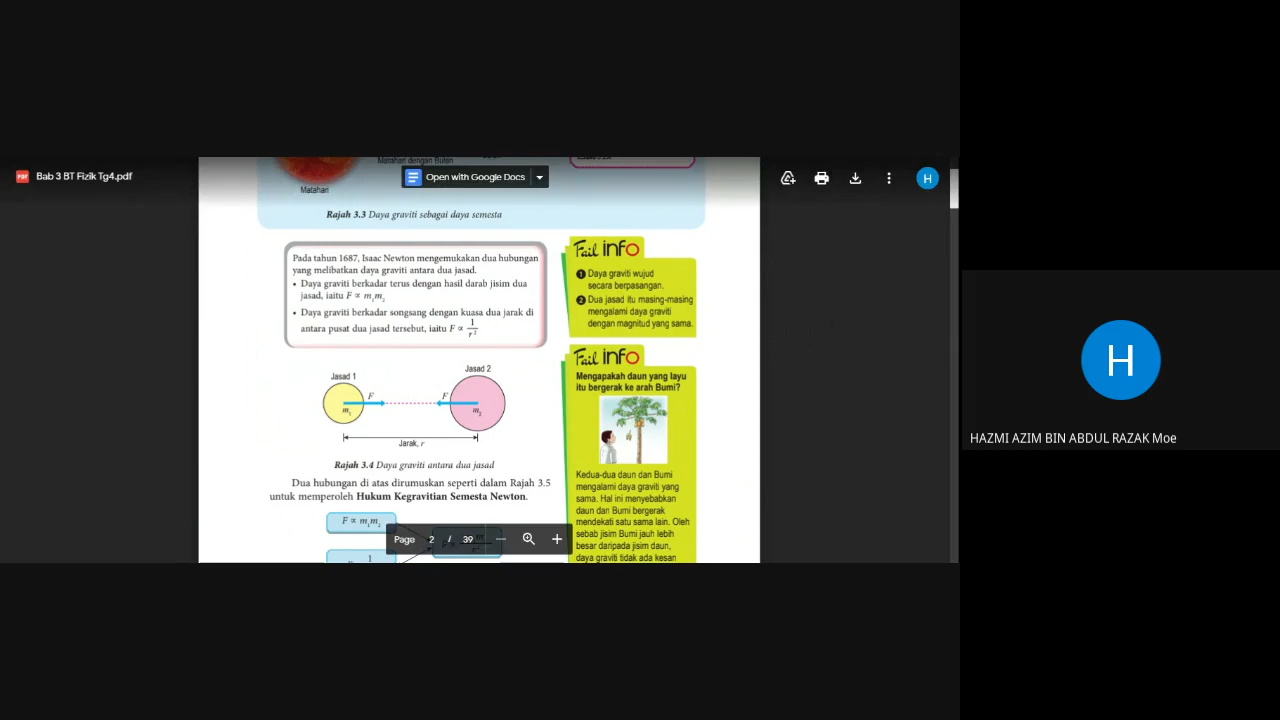 Matahari dengan Bulan
Bab 3 BT Fizik Tg4.pdf
Open with Google Docs
H
Matahari
Rajah 3.3 Daya graviti sebagai daya semesta
Pada tahun 1687, Isaac Newton mengemukakan dua hubungan
yang melibatkan daya graviti antara dua jasad.
• Daya graviti berkadar terus dengan hasil darab jisim dua
jasad, iaitu F ∝ m₁m₂
• Daya graviti berkadar songsang dengan kuasa dua jarak di
antara pusat dua jasad tersebut, iaitu F ∝ 1/r²
Fail info
1 Daya graviti wujud
secara berpasangan.
2 Dua jasad itu masing-masing
mengalami daya graviti
dengan magnitud yang sama.
Jasad 1
Jasad 2
F
F
m₁
m₂
Jarak, r
Rajah 3.4 Daya graviti antara dua jasad
Dua hubungan di atas dirumuskan seperti dalam Rajah 3.5
untuk memperoleh Hukum Kegravitian Semesta Newton.
F ∝ m₁m₂
1
Fail info
Mengapakah daun yang layu
itu bergerak ke arah Bumi?
Kedua-dua daun dan Bumi
mengalami daya graviti yang
sama. Hal ini menyebabkan
daun dan Bumi bergerak
mendekati satu sama lain. Oleh
sebab jisim Bumi jauh lebih
besar daripada jisim daun,
daya graviti tidak ada kesan
Page 2 / 39
H
HAZMI AZIM BIN ABDUL RAZAK Moe